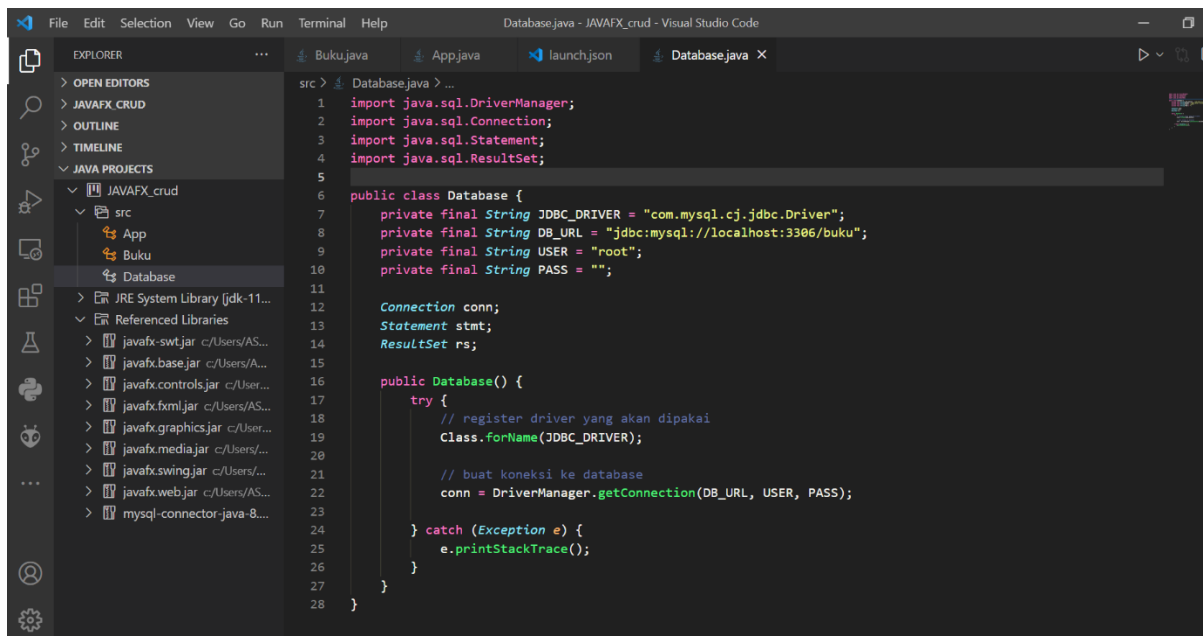 File Edit Selection View Go Run Terminal Help Database.java - JAVAFX_crud - Visual Studio Code
EXPLORER ...
Buku.java App.java launch.json Database.java
OPEN EDITORS
JAVAFX_CRUD
OUTLINE
TIMELINE
JAVA PROJECTS
JAVAFX_crud
src
App
Buku
Database
JRE System Library [jdk-11...
Referenced Libraries
javafx-swt.jar c:/Users/AS...
javafx.base.jar c:/Users/A...
javafx.controls.jar c:/User...
javafx.fxml.jar c:/Users/AS...
javafx.graphics.jar c:/User...
javafx.media.jar c:/Users/...
javafx.swing.jar c:/Users/...
javafx.web.jar c:/Users/AS...
mysql-connector-java-8....
...
src > Database.java > ...
1 import java.sql.DriverManager;
2 import java.sql.Connection;
3 import java.sql.Statement;
4 import java.sql.ResultSet;
5
6 public class Database {
7 private final String JDBC_DRIVER = "com.mysql.cj.jdbc.Driver";
8 private final String DB_URL = "jdbc:mysql://localhost:3306/buku";
9 private final String USER = "root";
10 private final String PASS = "";
11
12 Connection conn;
13 Statement stmt;
14 ResultSet rs;
15
16 public Database() {
17 try {
18 // register driver yang akan dipakai
19 Class.forName(JDBC_DRIVER);
20
21 // buat koneksi ke database
22 conn = DriverManager.getConnection(DB_URL, USER, PASS);
23
24 } catch (Exception e) {
25 e.printStackTrace();
26 }
27 }
28 }